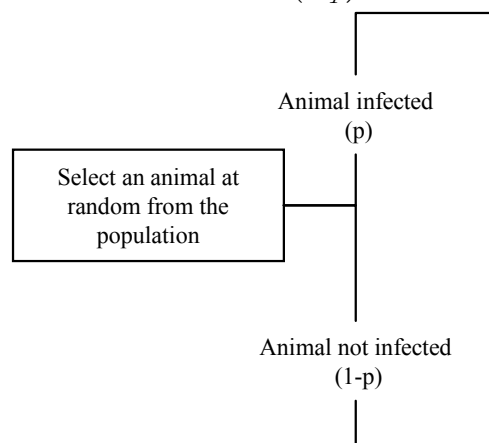 Animal infected
(p)
Select an animal at
random from the
population
Animal not infected
(1-p)